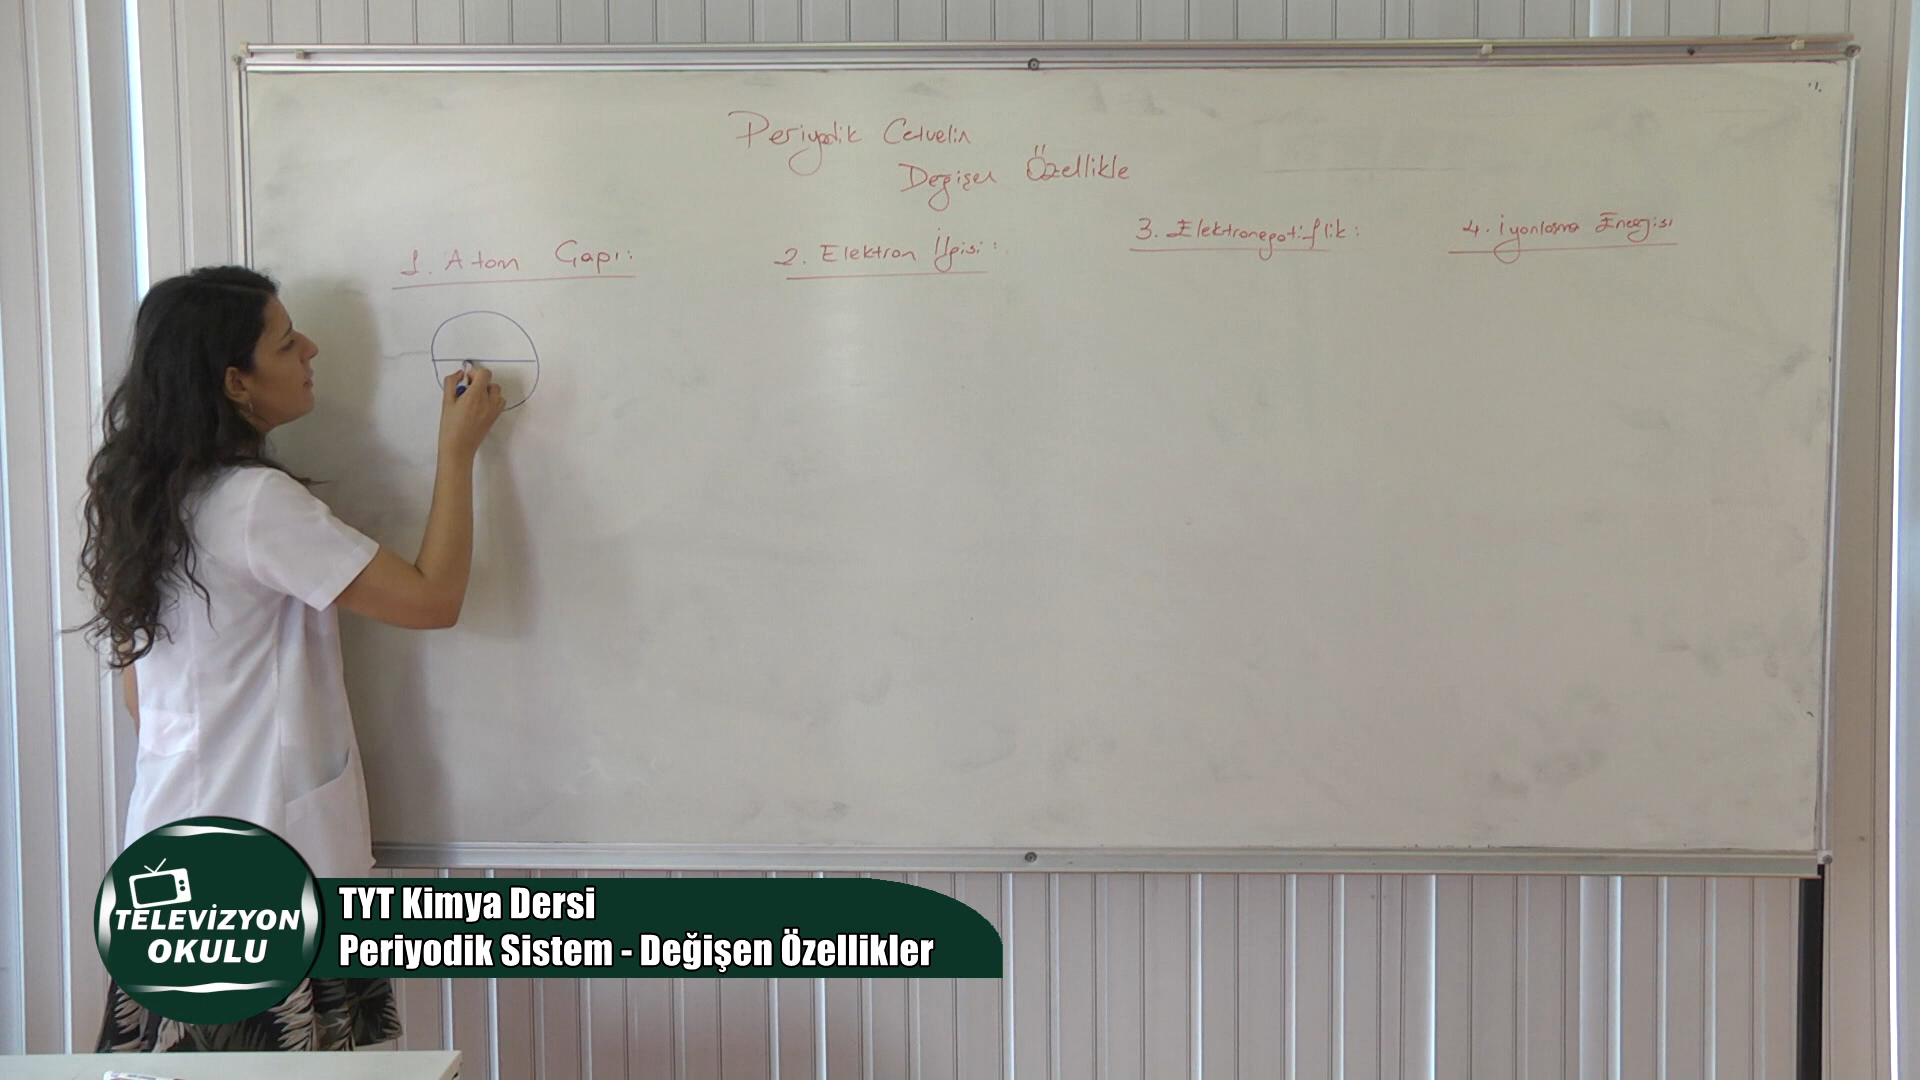 Periyodik Cetvelin
Değişen Özellikle
1. Atom Çapı:
2. Elektron İlgisi:
3. Elektronegatiflik:
4. İyonlaşma Energisi
TELEVİZYON
OKULU
TYT Kimya Dersi
Periyodik Sistem - Değişen Özellikler